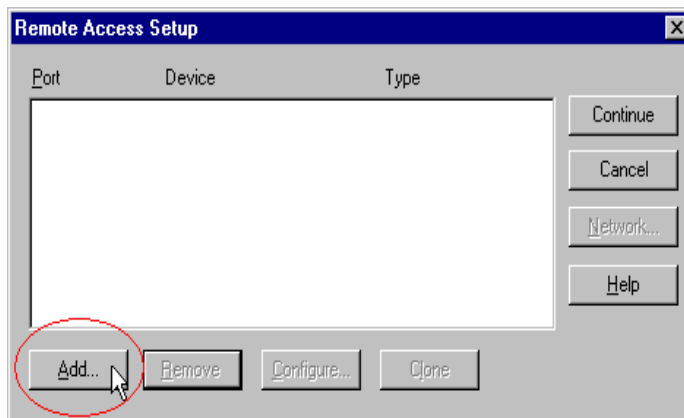 Remote Access Setup
Port Device Type
Continue
Cancel
Network...
Help
Add... Remove Configure... Clone